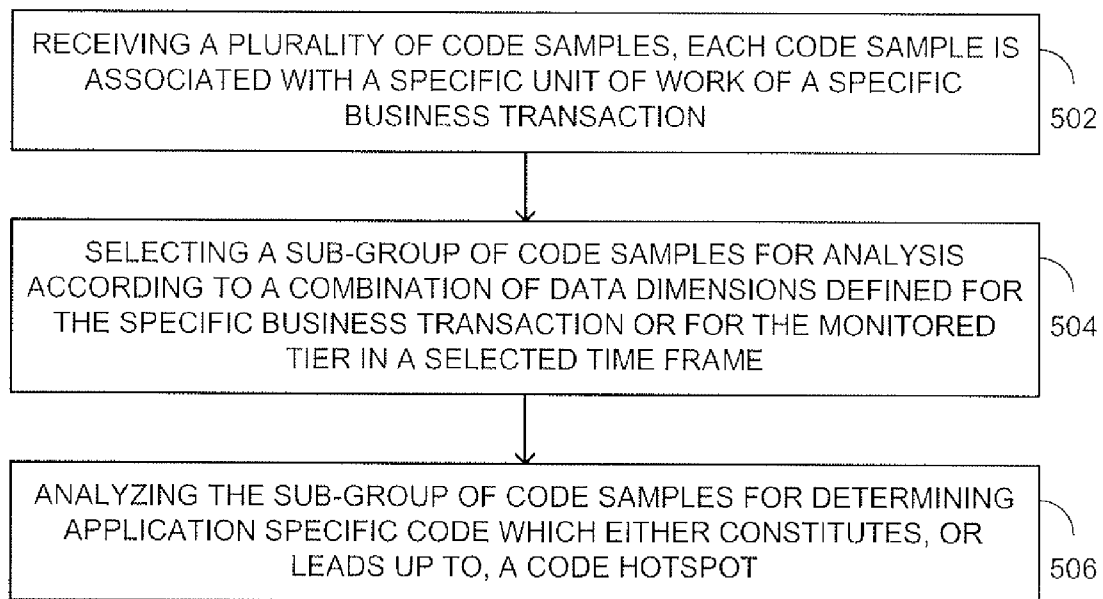 RECEIVING A PLURALITY OF CODE SAMPLES, EACH CODE SAMPLE IS
ASSOCIATED WITH A SPECIFIC UNIT OF WORK OF A SPECIFIC
BUSINESS TRANSACTION
502
SELECTING A SUB-GROUP OF CODE SAMPLES FOR ANALYSIS
ACCORDING TO A COMBINATION OF DATA DIMENSIONS DEFINED FOR
THE SPECIFIC BUSINESS TRANSACTION OR FOR THE MONITORED
TIER IN A SELECTED TIME FRAME
504
ANALYZING THE SUB-GROUP OF CODE SAMPLES FOR DETERMINING
APPLICATION SPECIFIC CODE WHICH EITHER CONSTITUTES, OR
LEADS UP TO, A CODE HOTSPOT
506